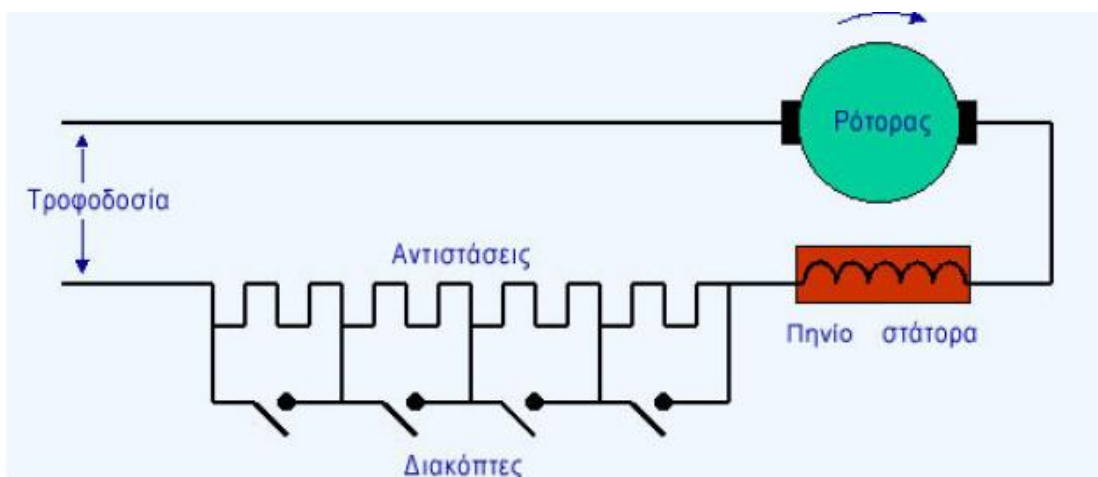 Ρότορας
Τροφοδοσία
Αντιστάσεις
Πηνίο στάτορα
Διακόπτες